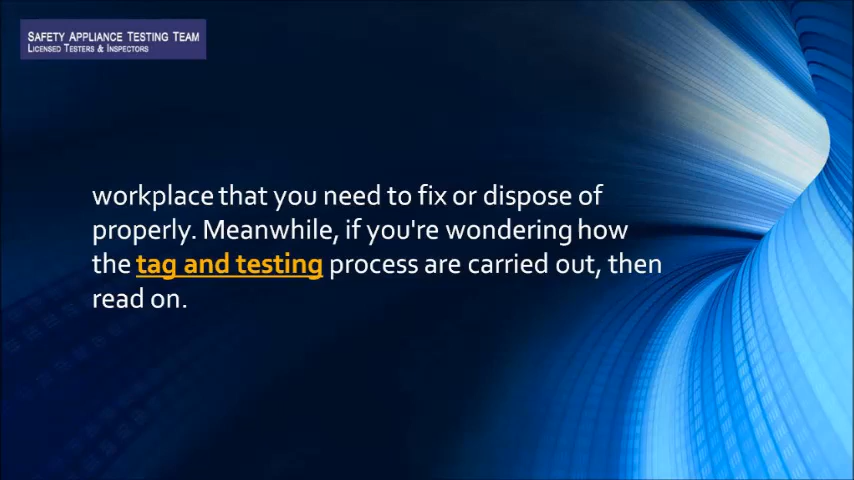 SAFETY APPLIANCE TESTING TEAM
LICENSED TESTERS & INSPECTORS
workplace that you need to fix or dispose of
properly. Meanwhile, if you're wondering how
the tag and testing process are carried out, then
read on.